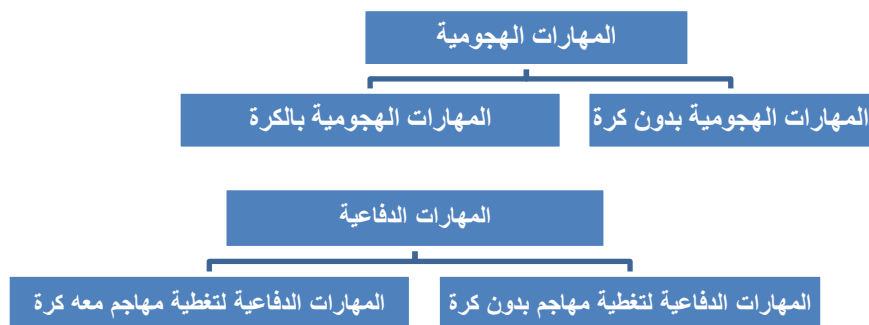 المهارات الهجومية
المهارات الهجومية بدون كرة
المهارات الهجومية بالكرة
المهارات الدفاعية
المهارات الدفاعية لتغطية مهاجم بدون كرة
المهارات الدفاعية لتغطية مهاجم معه كرة